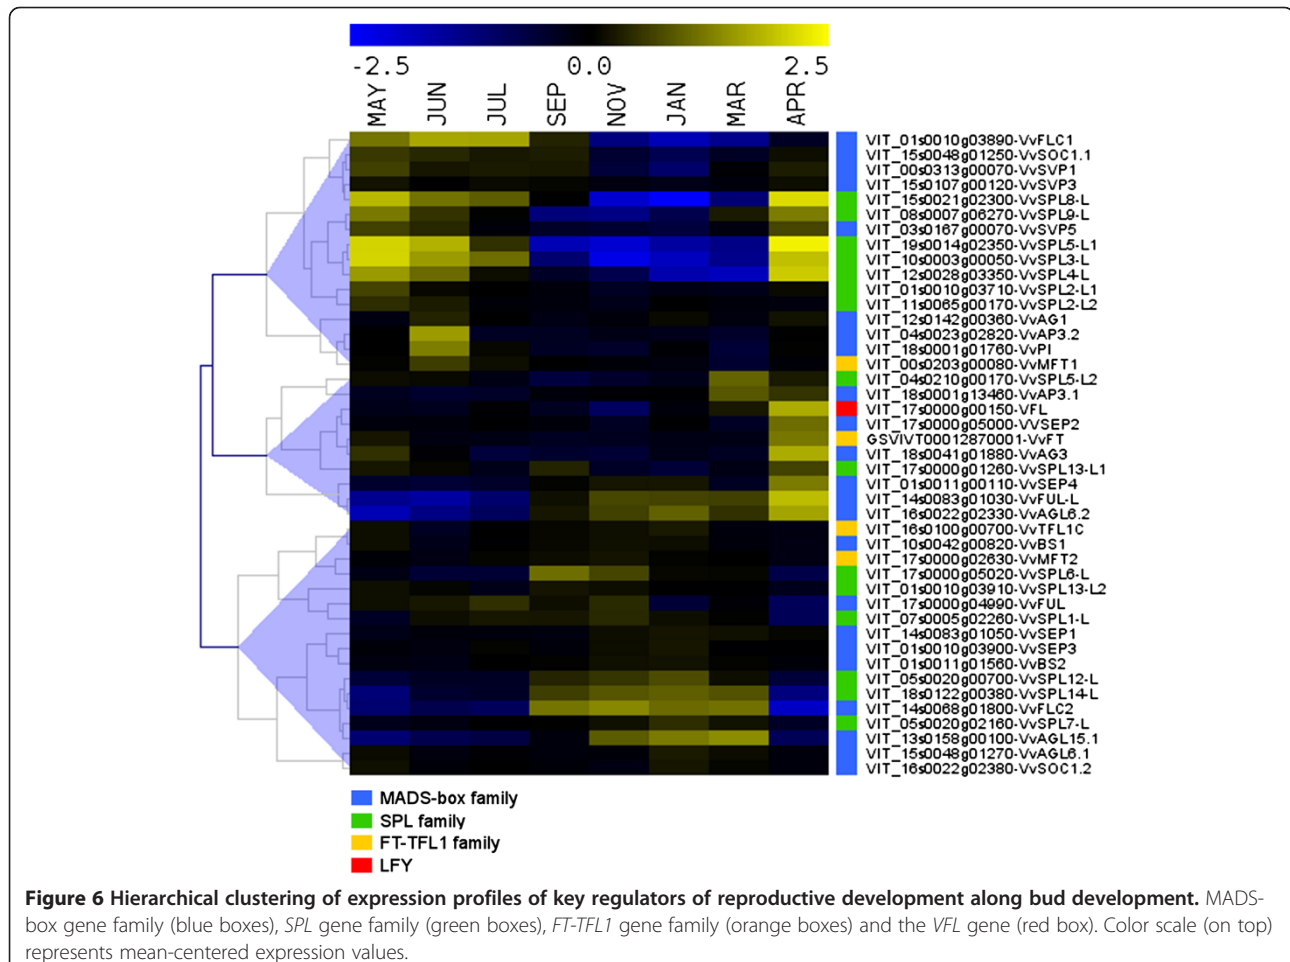 -2.5 0.0 2.5
MAY JUN JUL SEP NOV JAN MAR APR
VIT_01s0010g03890-VvFLC1
VIT_15s0048g01250-VvSOC1.1
VIT_00s0313g00070-VvSVP1
VIT_15s0107g00120-VvSVP3
VIT_15s0021g02300-VvSPL8-L
VIT_08s0007g06270-VvSPL9-L
VIT_03s0167g00070-VvSVP5
VIT_19s0014g02350-VvSPL5-L1
VIT_10s0003g00050-VvSPL3-L
VIT_12s0028g03350-VvSPL4-L
VIT_01s0010g03710-VvSPL2-L1
VIT_11s0065g00170-VvSPL2-L2
VIT_12s0142g00360-VvAG1
VIT_04s0023g02820-VvAP3.2
VIT_18s0001g01760-VvPI
VIT_00s0203g00080-VvMFT1
VIT_04s0210g00170-VvSPL5-L2
VIT_18s0001g13460-VvAP3.1
VIT_17s0000g00150-VFL
VIT_17s0000g05000-VVSEP2
GSVIVT00012870001-VvFT
VIT_18s0041g01880-VvAG3
VIT_17s0000g01260-VvSPL13-L1
VIT_01s0011g00110-VvSEP4
VIT_14s0083g01030-VvFUL-L
VIT_16s0022g02330-VvAGL6.2
VIT_16s0100g00700-VvTFL1C
VIT_10s0042g00820-VvBS1
VIT_17s0000g02630-VvMFT2
VIT_17s0000g05020-VvSPL6-L
VIT_01s0010g03910-VvSPL13-L2
VIT_17s0000g04990-VvFUL
VIT_07s0005g02260-VvSPL1-L
VIT_14s0083g01050-VvSEP1
VIT_01s0010g03900-VvSEP3
VIT_01s0011g01560-VvBS2
VIT_05s0020g00700-VvSPL12-L
VIT_18s0122g00380-VvSPL14-L
VIT_14s0068g01800-VvFLC2
VIT_05s0020g02160-VvSPL7-L
VIT_13s0158g00100-VvAGL15.1
VIT_15s0048g01270-VvAGL6.1
VIT_16s0022g02380-VvSOC1.2
MADS-box family
SPL family
FT-TFL1 family
LFY
Figure 6 Hierarchical clustering of expression profiles of key regulators of reproductive development along bud development. MADS-
box gene family (blue boxes), SPL gene family (green boxes), FT-TFL1 gene family (orange boxes) and the VFL gene (red box). Color scale (on top)
represents mean-centered expression values.